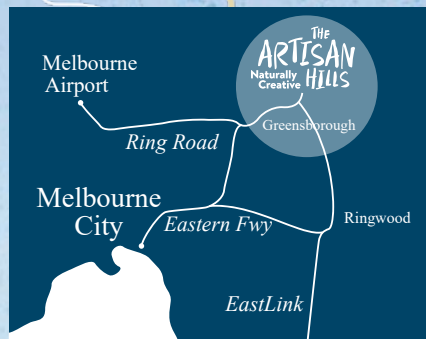 THE
ARTISAN
Naturally
Creative
HILLS
Melbourne
Airport
Greensborough
Ring Road
Melbourne
City
Eastern Fwy
Ringwood
EastLink